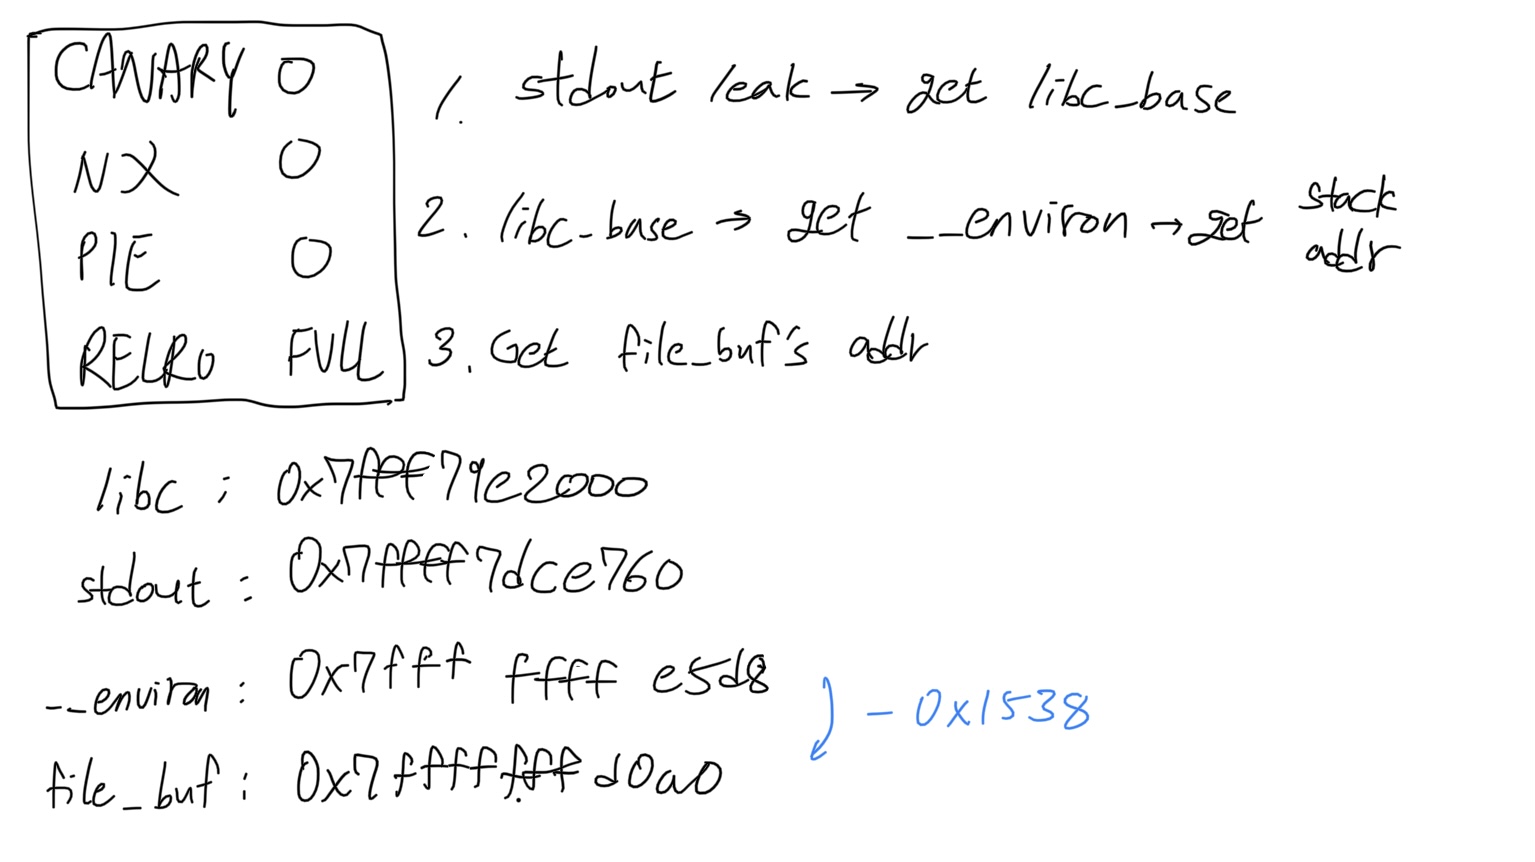 CANARY O
NX O
PIE O
RELRO FULL
1. stdout leak → get libc_base
2. libc-base → get __environ → get stack addr
3. Get file_buf's addr
libc : 0x7ffff79e2000
stdout : 0x7ffff7dce760
__environ : 0x7fff ffff e5d8
file_buf : 0x7fffffffd0a0
- 0x1538